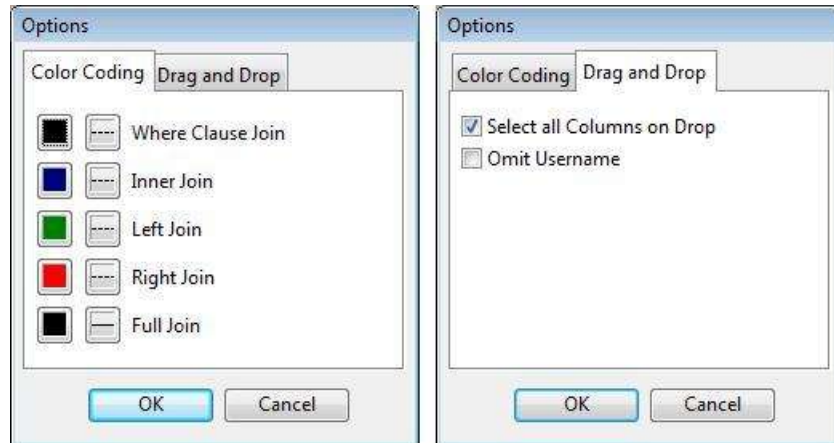 Options
Color Coding Drag and Drop
Where Clause Join
Inner Join
Left Join
Right Join
Full Join
OK Cancel
Options
Color Coding Drag and Drop
Select all Columns on Drop
Omit Username
OK Cancel